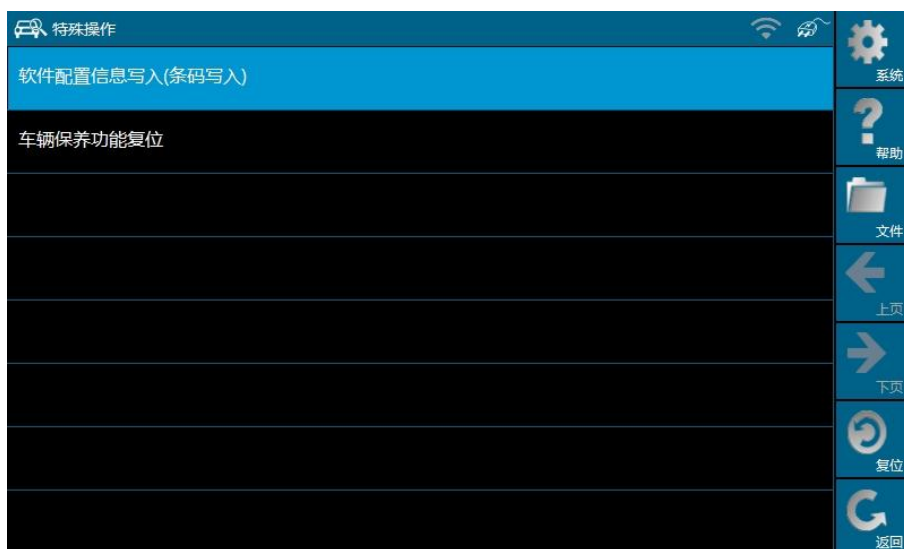 特殊操作
软件配置信息写入(条码写入)
车辆保养功能复位
系统
帮助
文件
上页
下页
复位
返回